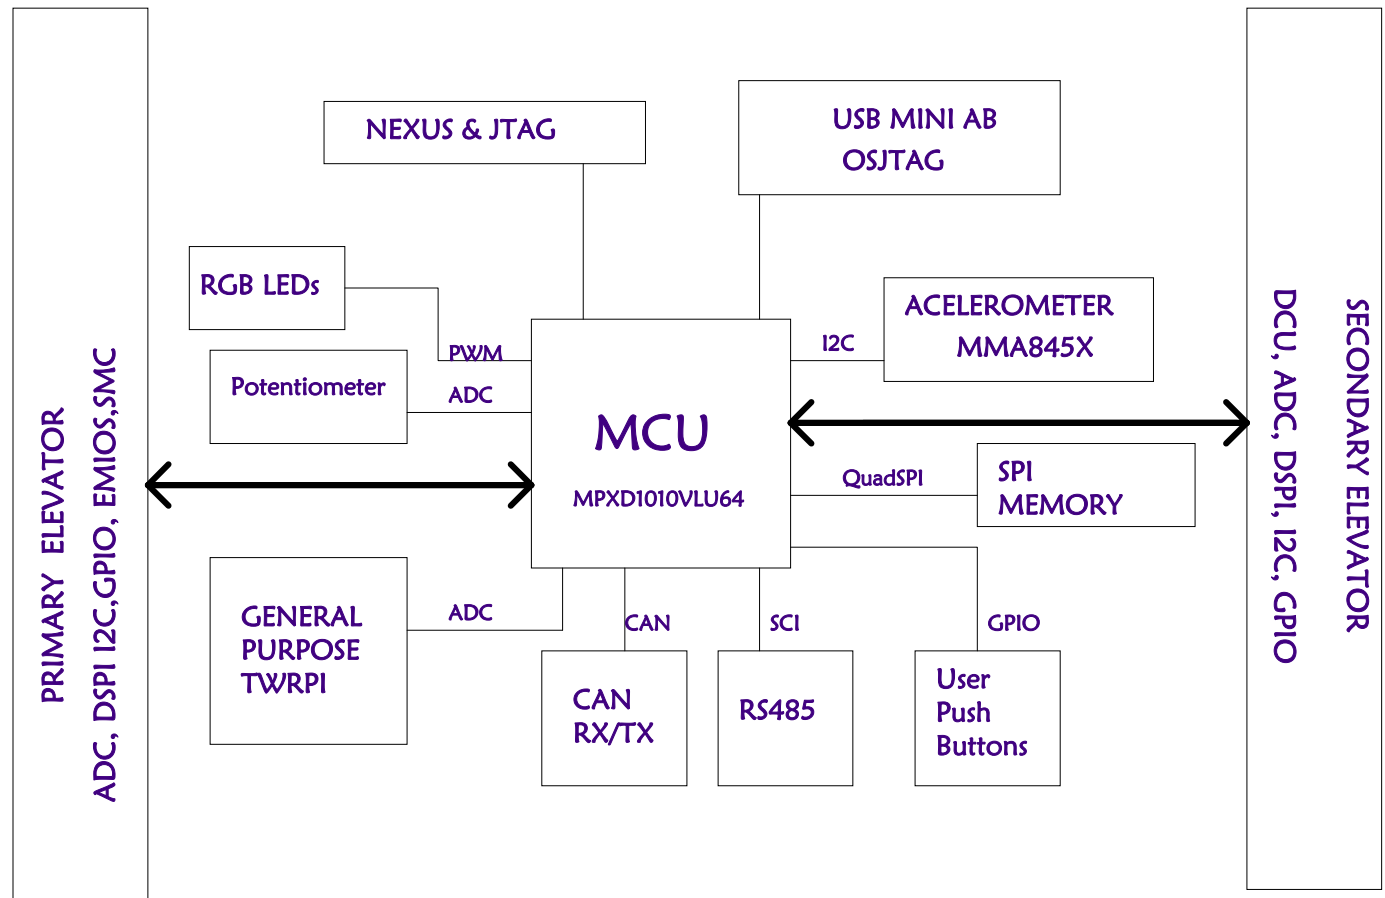 NEXUS & JTAG
USB MINI AB
OSJTAG
RGB LEDs
PWM
Potentiometer
ADC
I2C
ACELEROMETER
MMA845X
MCU
MPXD1010VLU64
QuadSPI
SPI
MEMORY
PRIMARY ELEVATOR
ADC, DSPI I2C,GPIO, EMIOS,SMC
SECONDARY ELEVATOR
DCU, ADC, DSPI, I2C, GPIO
GENERAL
PURPOSE
TWRPI
ADC
CAN
CAN
RX/TX
SCI
RS485
GPIO
User
Push
Buttons